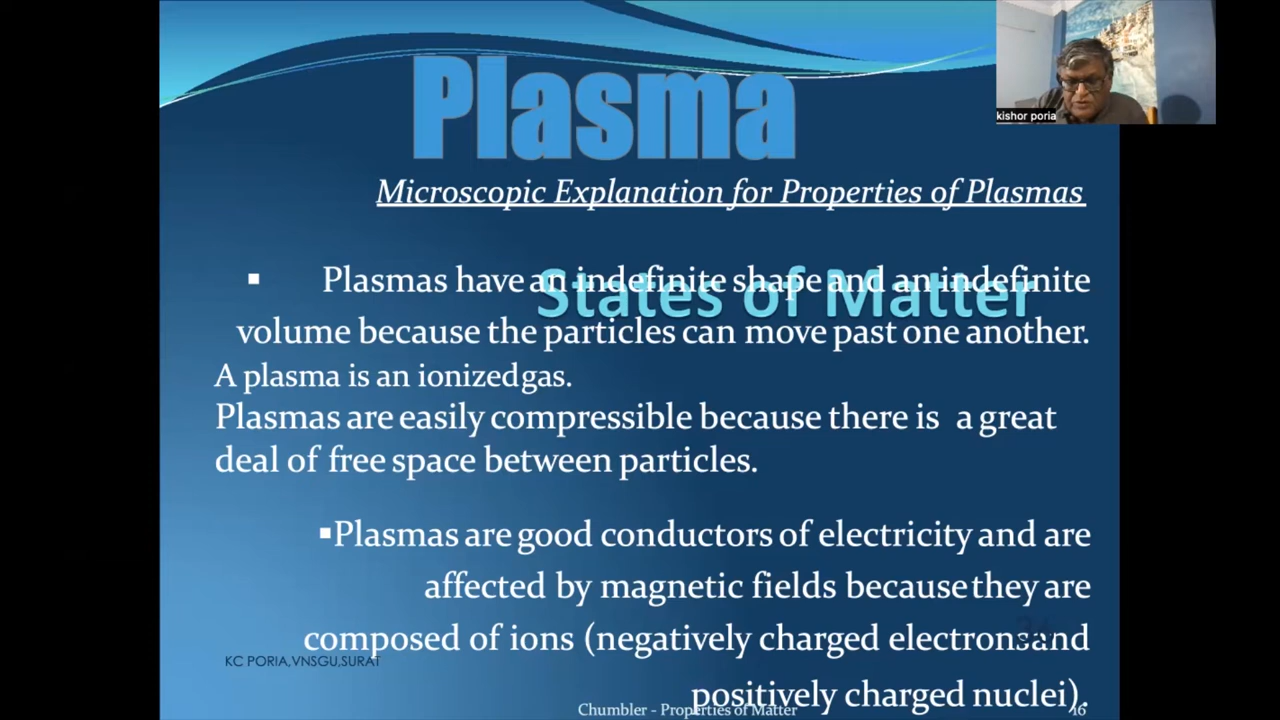 Plasma
kishor poria
Microscopic Explanation for Properties of Plasmas
States of Matter
▪ Plasmas have an indefinite shape and an indefinite
volume because the particles can move past one another.
A plasma is an ionizedgas.
Plasmas are easily compressible because there is a great
deal of free space between particles.
▪Plasmas are good conductors of electricity and are
affected by magnetic fields because they are
composed of ions (negatively charged electrons and
KC PORIA,VNSGU,SURAT
positively charged nuclei).
Chumbler - Properties of Matter
16